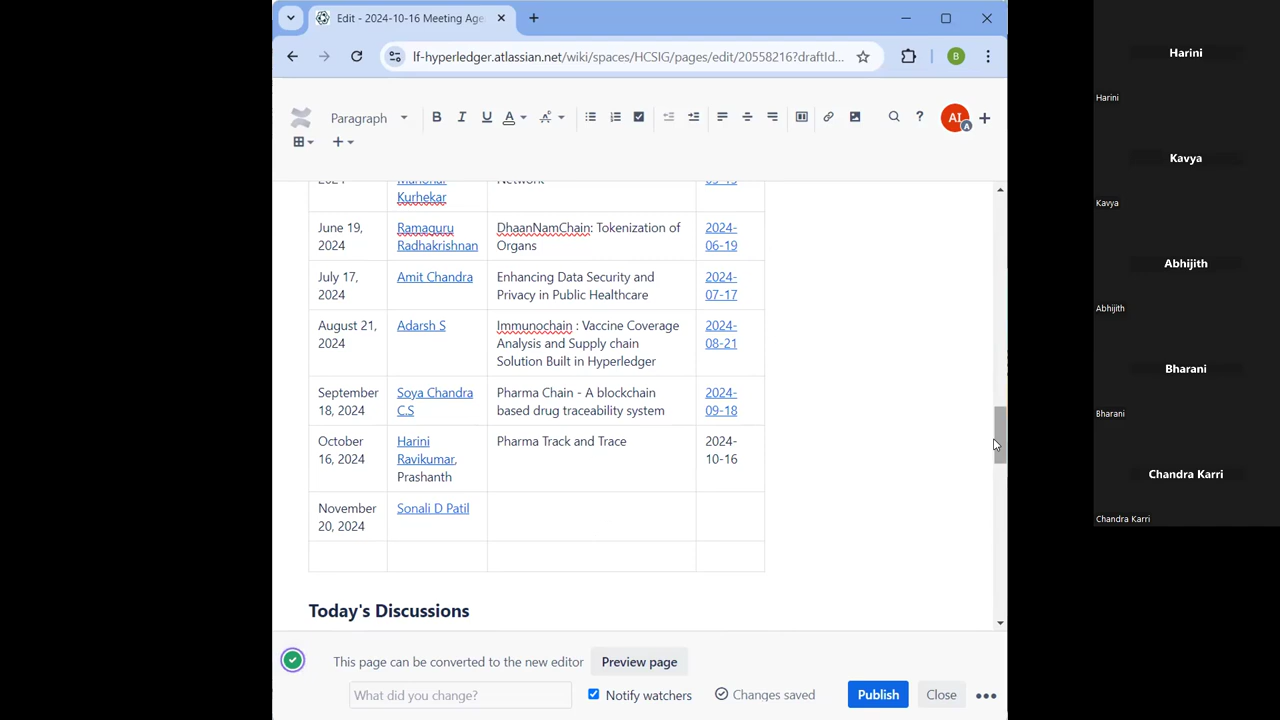 Edit - 2024-10-16 Meeting Age
lf-hyperledger.atlassian.net/wiki/spaces/HCSIG/pages/edit/20558216?draftId...
B
Paragraph
B I U A
AI
A
Kurhekar
June 19, 2024
Ramaguru Radhakrishnan
DhaanNamChain: Tokenization of Organs
2024-06-19
July 17, 2024
Amit Chandra
Enhancing Data Security and Privacy in Public Healthcare
2024-07-17
August 21, 2024
Adarsh S
Immunochain : Vaccine Coverage Analysis and Supply chain Solution Built in Hyperledger
2024-08-21
September 18, 2024
Soya Chandra C.S
Pharma Chain - A blockchain based drug traceability system
2024-09-18
October 16, 2024
Harini Ravikumar, Prashanth
Pharma Track and Trace
2024-10-16
November 20, 2024
Sonali D Patil
Today's Discussions
This page can be converted to the new editor
Preview page
What did you change?
Notify watchers
Changes saved
Publish
Close
Harini
Harini
Kavya
Kavya
Abhijith
Abhijith
Bharani
Bharani
Chandra Karri
Chandra Karri